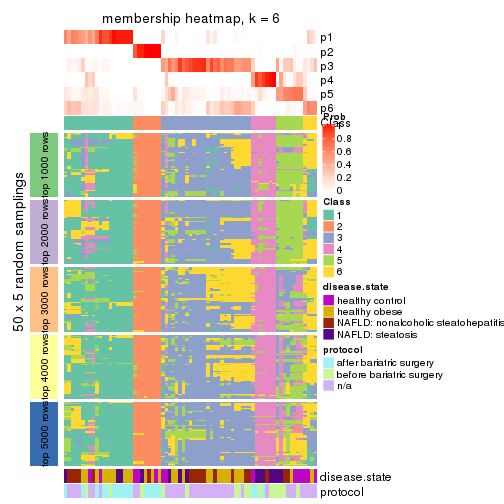 membership heatmap, k = 6
p1
p2
p3
p4
p5
p6
Class
Prob
1
0.8
0.6
0.4
0.2
0
Class
1
2
3
4
5
6
disease.state
healthy control
healthy obese
NAFLD: nonalcoholic steatohepatitis
NAFLD: steatosis
protocol
after bariatric surgery
before bariatric surgery
n/a
50 x 5 random samplings
top 1000 rows
top 2000 rows
top 3000 rows
top 4000 rows
top 5000 rows
disease.state
protocol